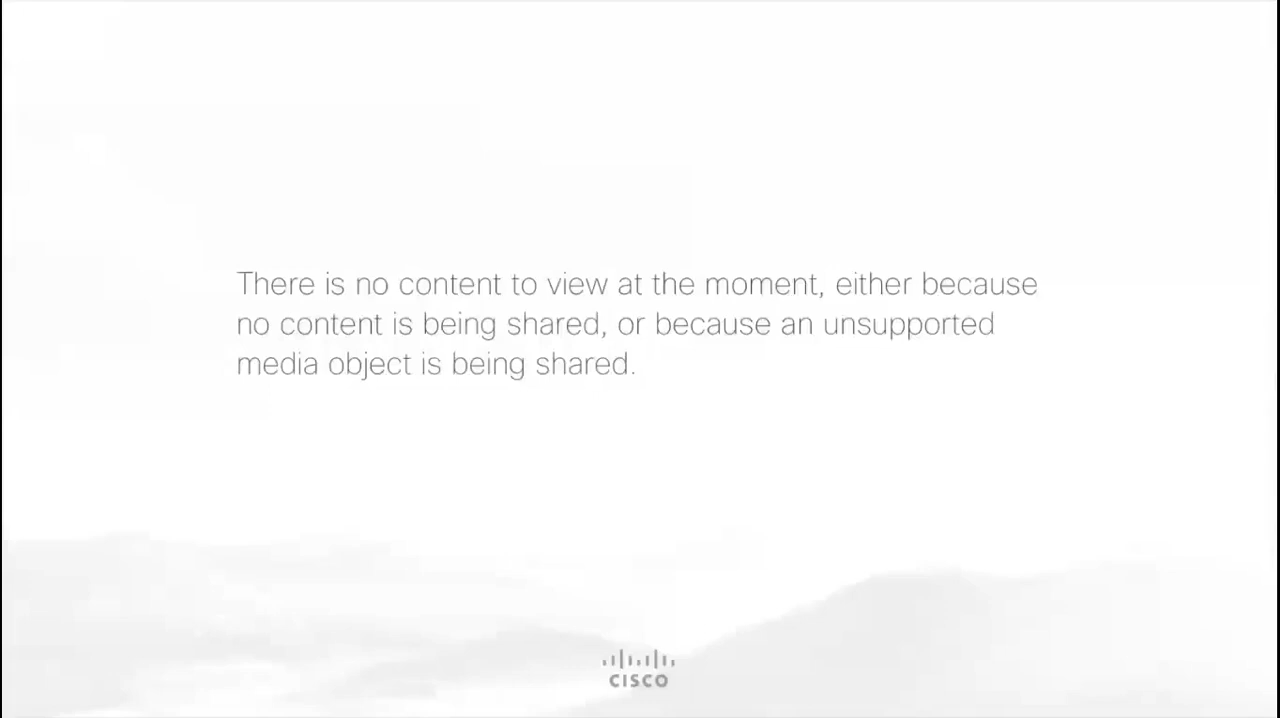 There is no content to view at the moment, either because
no content is being shared, or because an unsupported
media object is being shared.
CISCO